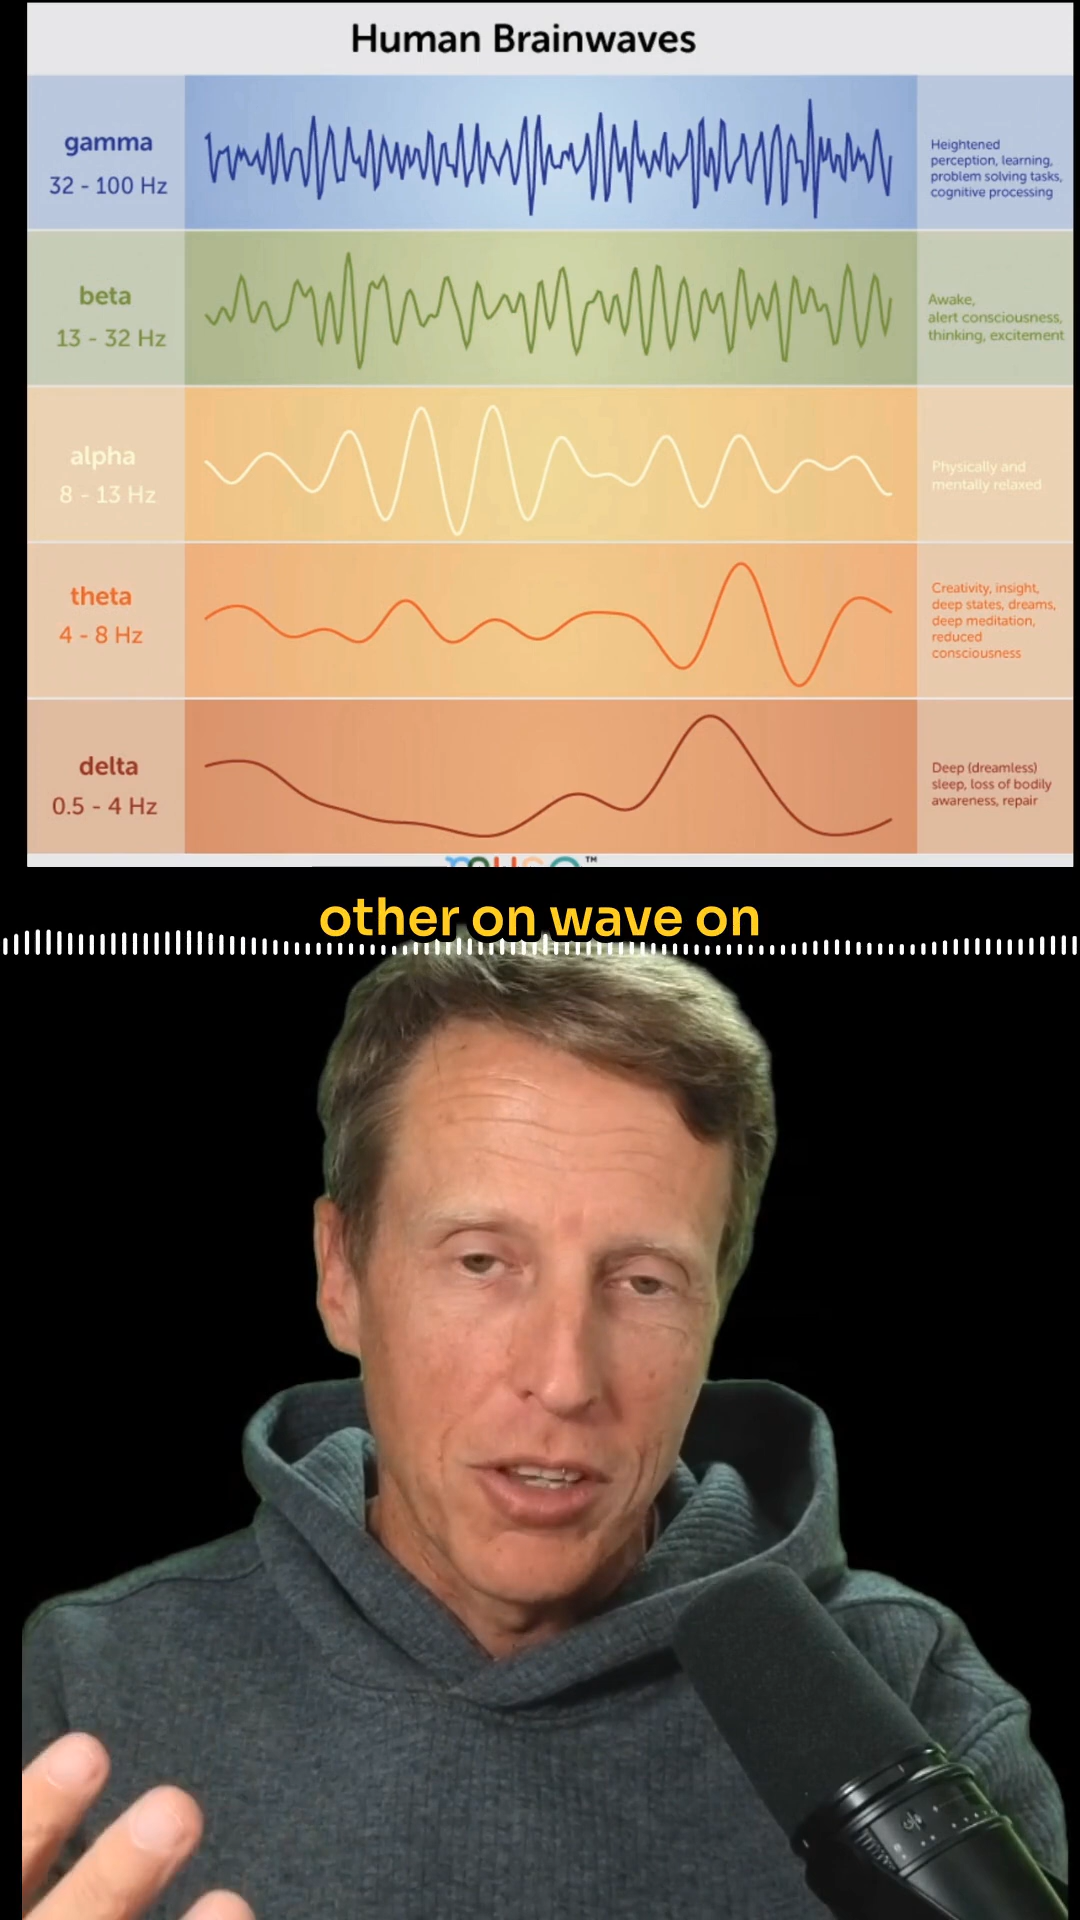 Human Brainwaves
gamma
32 - 100 Hz
Heightened
perception, learning,
problem solving tasks,
cognitive processing
beta
13 - 32 Hz
Awake,
alert consciousness,
thinking, excitement
alpha
8 - 13 Hz
Physically and
mentally relaxed
theta
4 - 8 Hz
Creativity, insight,
deep states, dreams,
deep meditation,
reduced
consciousness
delta
0.5 - 4 Hz
Deep (dreamless)
sleep, loss of bodily
awareness, repair
other on wave on